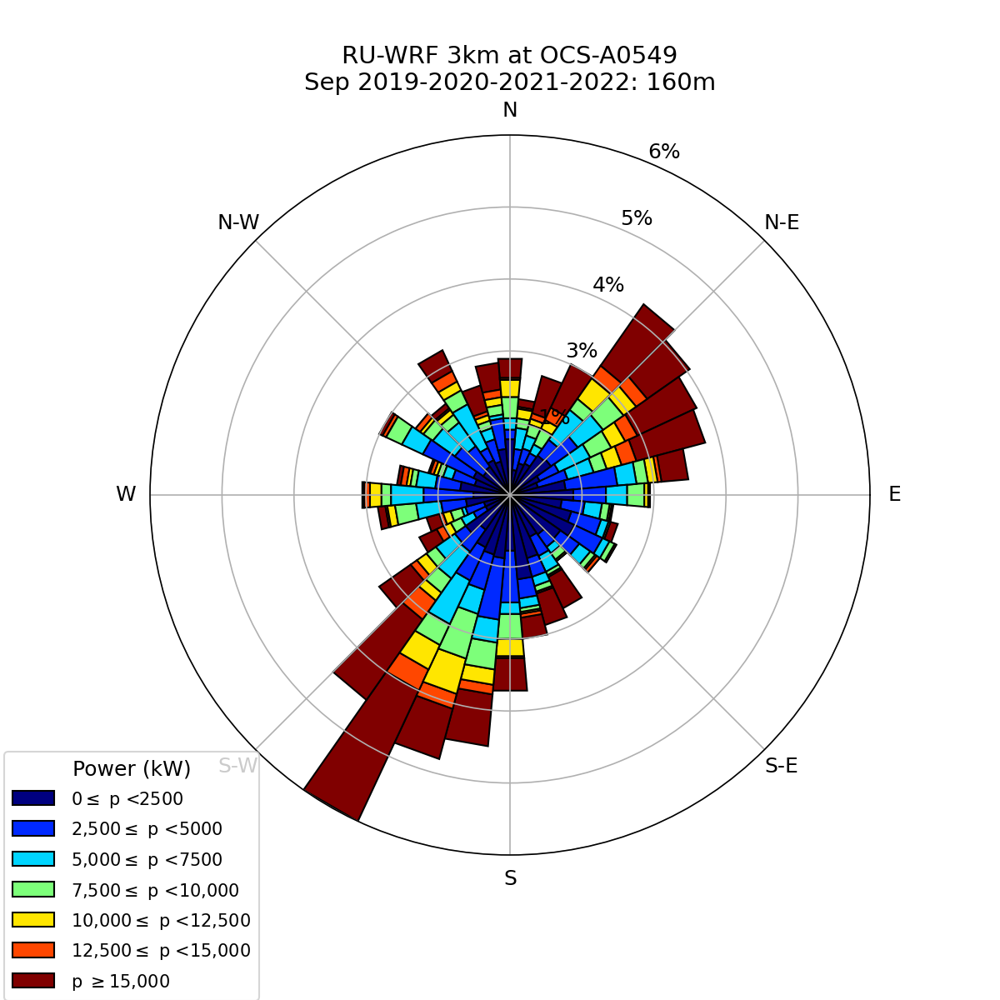 RU-WRF 3km at OCS-A0549
Sep 2019-2020-2021-2022: 160m
N
6%
5%
N-W
N-E
4%
3%
1%
W
E
S-W
S-E
S
Power (kW)
0≤ p <2500
2,500≤ p <5000
5,000≤ p <7500
7,500≤ p <10,000
10,000≤ p <12,500
12,500≤ p <15,000
p ≥15,000